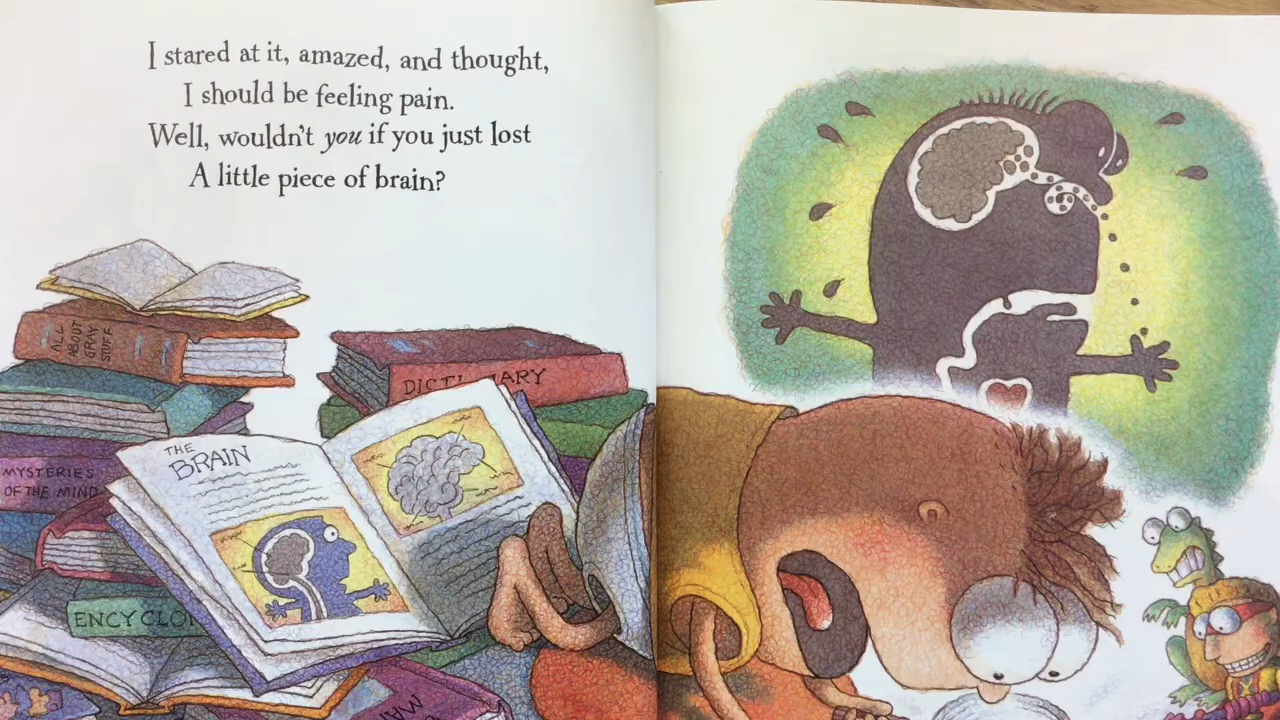 I stared at it, amazed, and thought,
I should be feeling pain.
Well, wouldn't you if you just lost
A little piece of brain?
ALL
ABOUT
GRAY
STUFF
MYSTERIES
OF THE MIND
THE
BRAIN